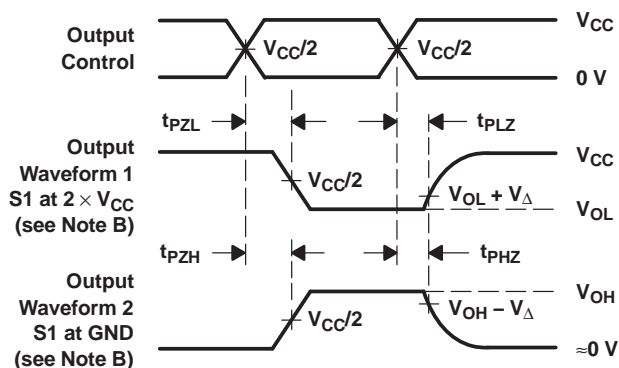 Output
Control
VCC/2
VCC/2
VCC
0 V
tPZL
tPLZ
Output
Waveform 1
S1 at 2 × VCC
(see Note B)
VCC/2
VOL + VΔ
VCC
VOL
tPZH
tPHZ
Output
Waveform 2
S1 at GND
(see Note B)
VCC/2
VOH − VΔ
VOH
≈0 V